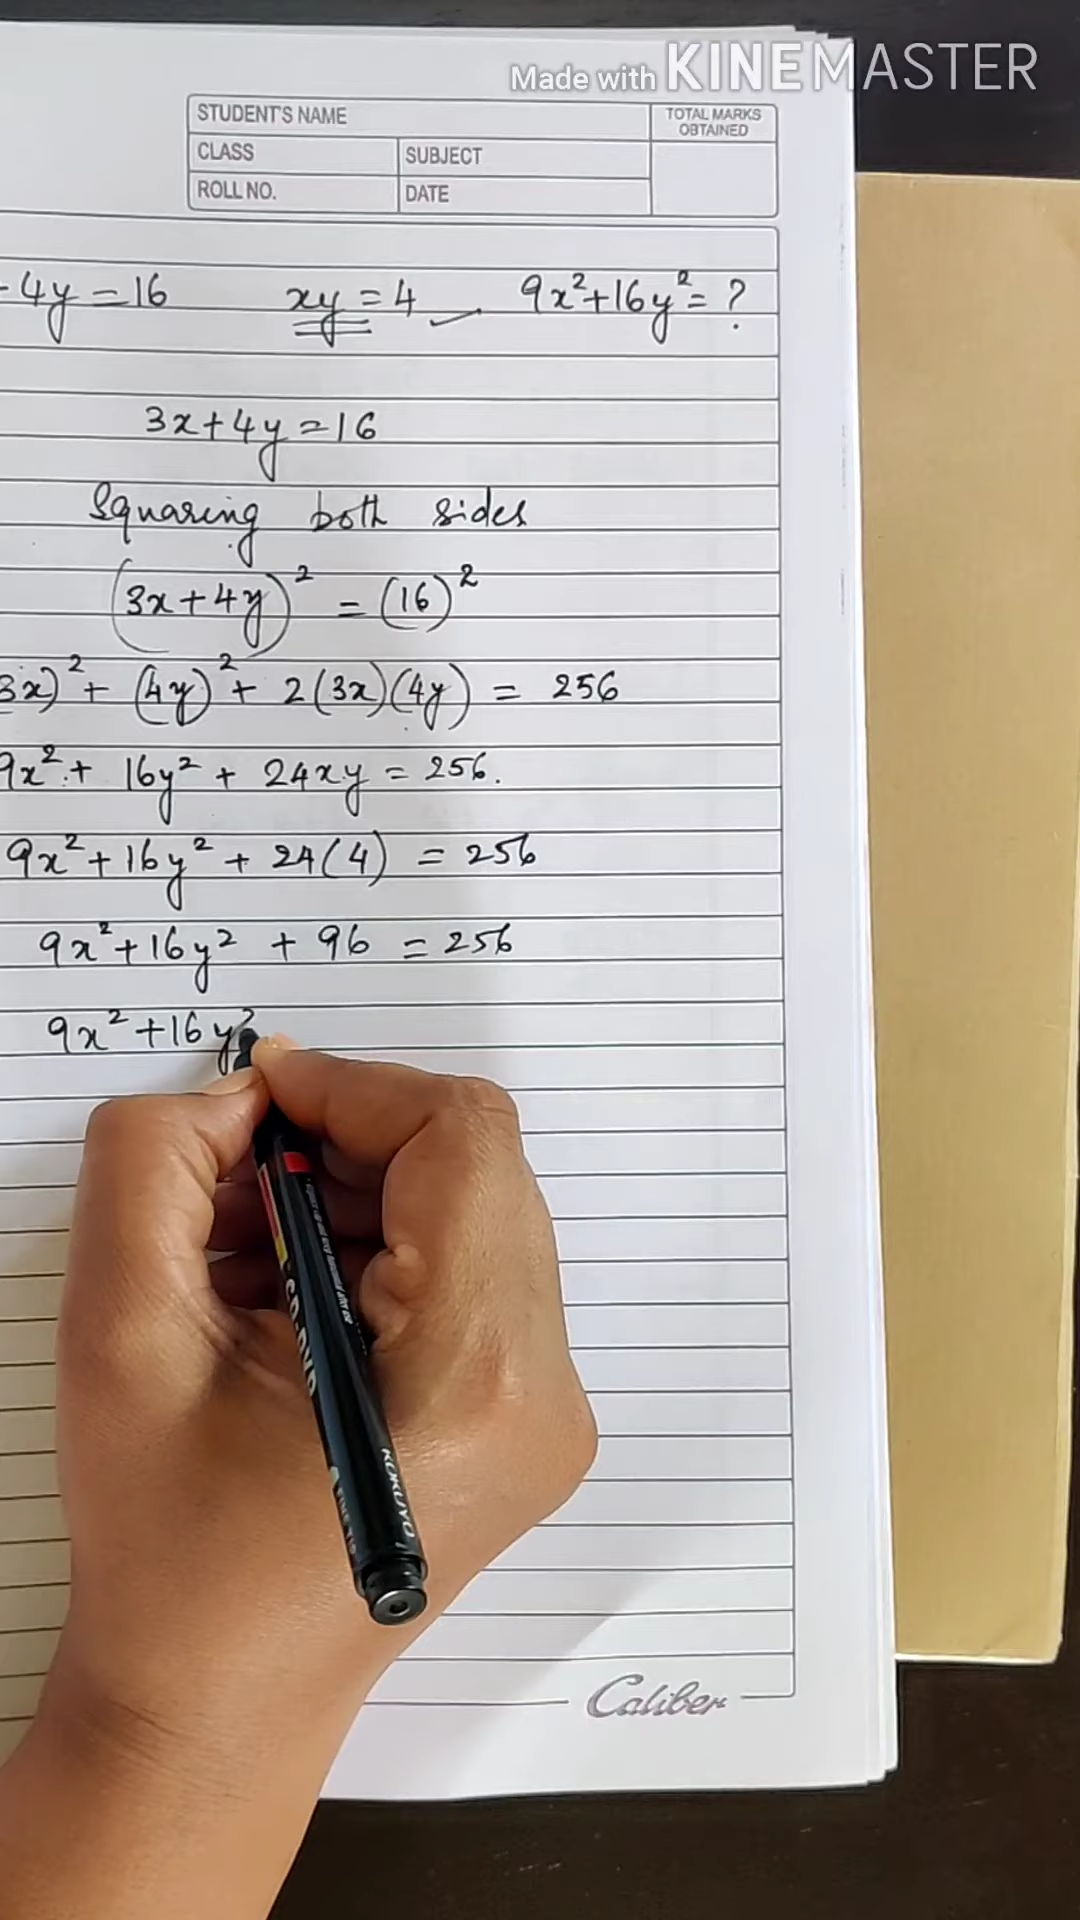 Made with KINEMASTER
STUDENT'S NAME
TOTAL MARKS OBTAINED
CLASS
SUBJECT
ROLL NO.
DATE
4y = 16 xy = 4 9x² + 16y² = ?
3x + 4y = 16
Squaring both sides
(3x + 4y)² = (16)²
3x)² + (4y)² + 2(3x)(4y) = 256
9x² + 16y² + 24xy = 256.
9x² + 16y² + 24(4) = 256
9x² + 16y² + 96 = 256
9x² + 16y²
KOKUYO
Caliber